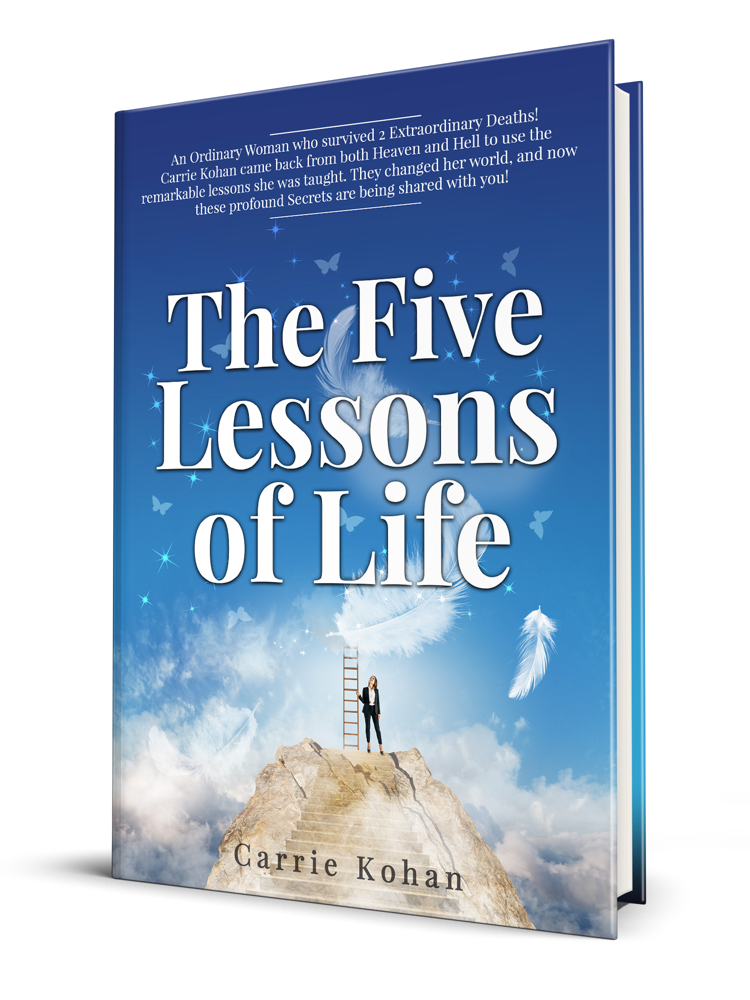 An Ordinary Woman who survived 2 Extraordinary Deaths!
Carrie Kohan came back from both Heaven and Hell to use the
remarkable lessons she was taught. They changed her world, and now
these profound Secrets are being shared with you!
The Five
Lessons
of Life
Carrie Kohan